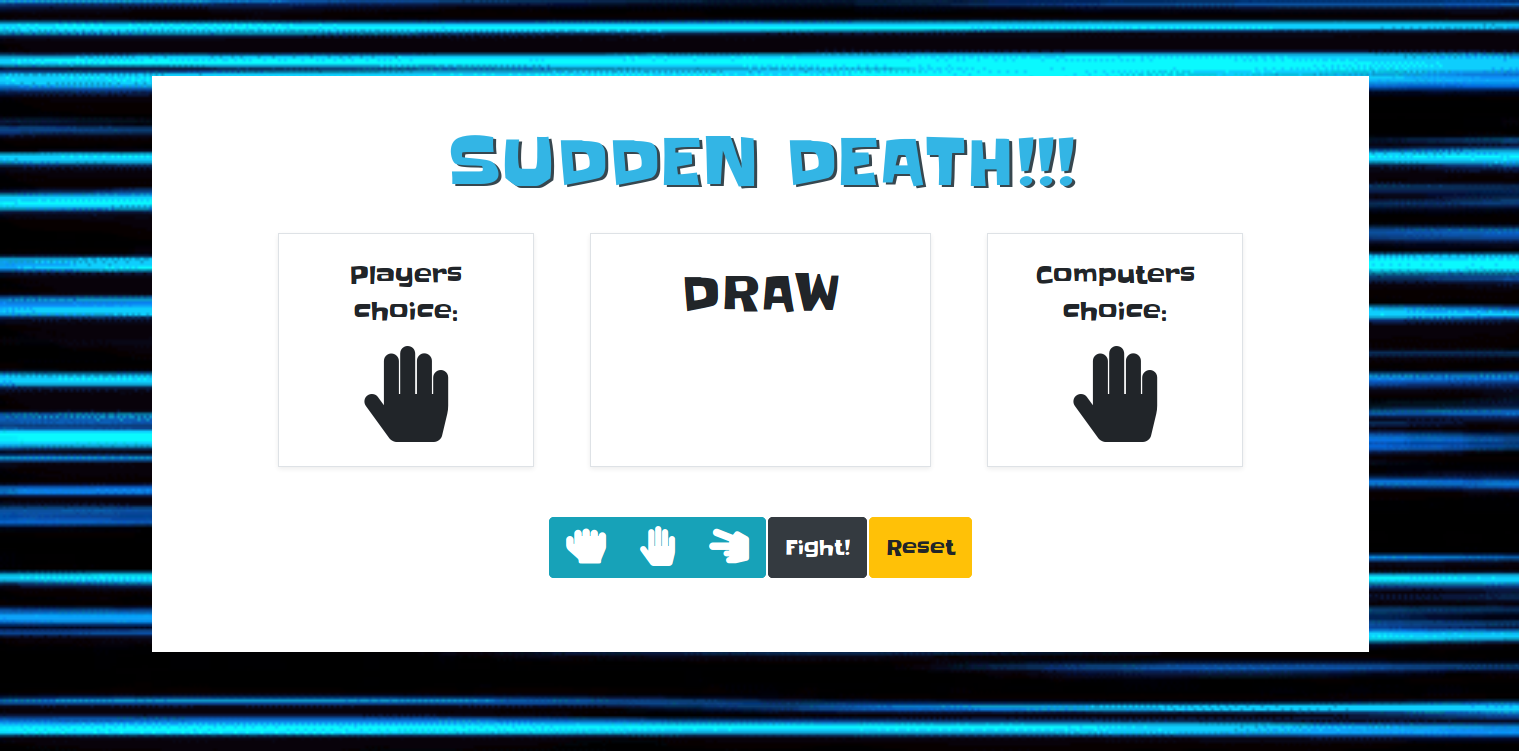 SUDDEN DEATH!!!
Players
choice:
DRAW
Computers
choice:
Fight!
Reset